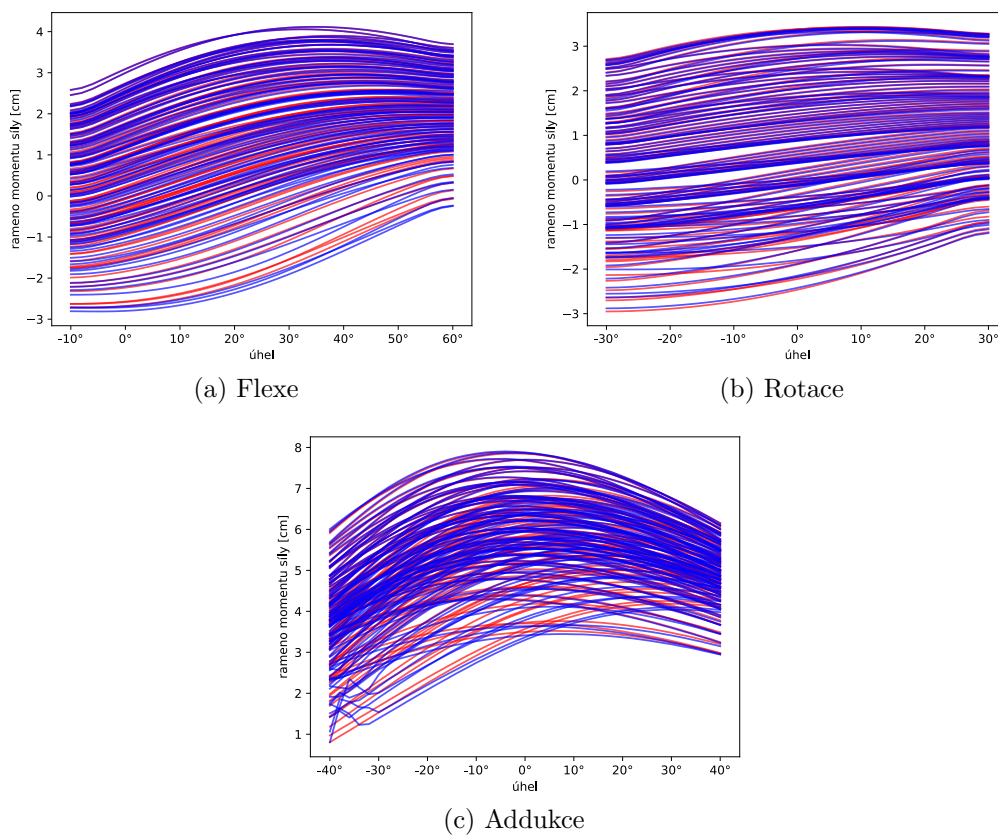 4
3
2
1
0
−1
−2
−3
rameno momentu síly [cm]
-10° 0° 10° 20° 30° 40° 50° 60°
úhel
(a) Flexe
3
2
1
0
−1
−2
−3
rameno momentu síly [cm]
-30° -20° -10° 0° 10° 20° 30°
úhel
(b) Rotace
8
7
6
5
4
3
2
1
rameno momentu síly [cm]
-40° -30° -20° -10° 0° 10° 20° 30° 40°
úhel
(c) Addukce